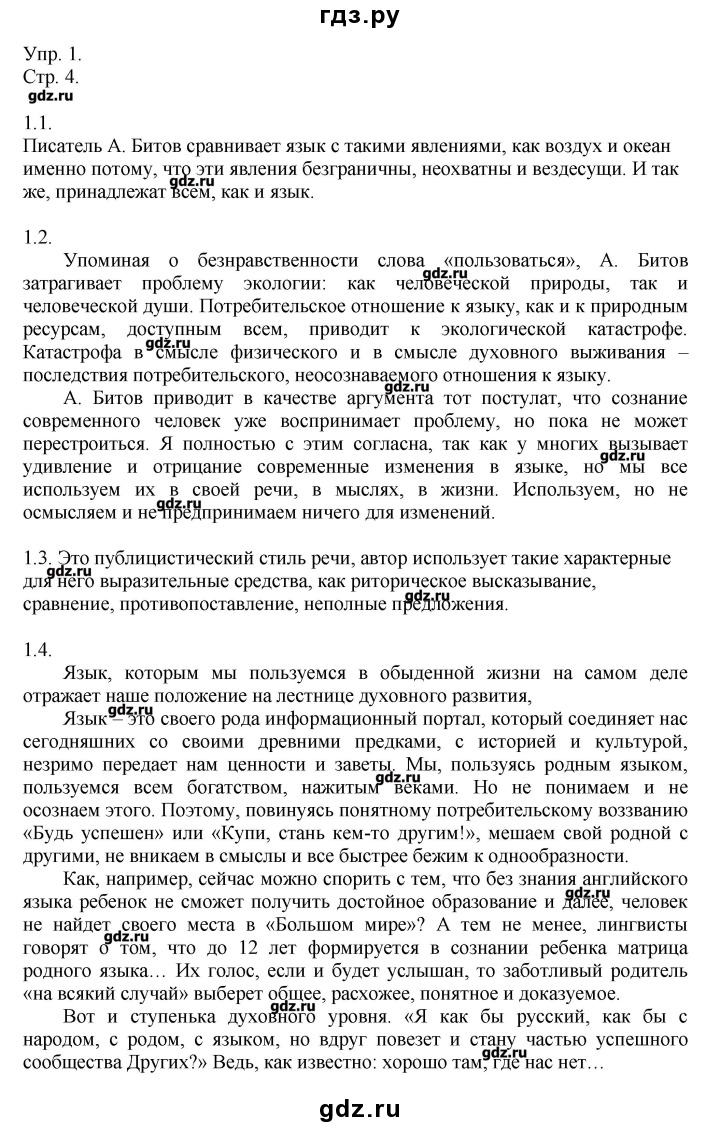 гдз.ру
Упр. 1.
Стр. 4.
gdz.ru
1.1.
Писатель А. Битов сравнивает язык с такими явлениями, как воздух и океан
именно потому, что эти явления безграничны, неохватны и вездесущи. И так
gdz.ru
же, принадлежат всем, как и язык.
1.2.
Упоминая о безнравственности слова «пользоваться», А. Битов
gdz.ru
затрагивает проблему экологии: как человеческой природы, так и
человеческой души. Потребительское отношение к языку, как и к природным
ресурсам, доступным всем, приводит к экологической катастрофе.
gdz.ru
Катастрофа в смысле физического и в смысле духовного выживания –
последствия потребительского, неосознаваемого отношения к языку.
gdz.ru
А. Битов приводит в качестве аргумента тот постулат, что сознание
современного человек уже воспринимает проблему, но пока не может
перестроиться. Я полностью с этим согласна, так как у многих вызывает
gdz.ru
удивление и отрицание современные изменения в языке, но мы все
используем их в своей речи, в мыслях, в жизни. Используем, но не
gdz.ru
осмысляем и не предпринимаем ничего для изменений.
1.3. Это публицистический стиль речи, автор использует такие характерные
gdz.ru
для него выразительные средства, как риторическое высказывание,
gdz.ru
сравнение, противопоставление, неполные предложения.
1.4.
Язык, которым мы пользуемся в обыденной жизни на самом деле
отражает наше положение на лестнице духовного развития,
gdz.ru
Язык – это своего рода информационный портал, который соединяет нас
сегодняшних со своими древними предками, с историей и культурой,
незримо передает нам ценности и заветы. Мы, пользуясь родным языком,
gdz.ru
пользуемся всем богатством, нажитым веками. Но не понимаем и не
осознаем этого. Поэтому, повинуясь понятному потребительскому воззванию
«Будь успешен» или «Купи, стань кем-то другим!», мешаем свой родной с
другими, не вникаем в смыслы и все быстрее бежим к однообразности.
Как, например, сейчас можно спорить с тем, что без знания английского
gdz.ru
языка ребенок не сможет получить достойное образование и далее, человек
не найдет своего места в «Большом мире»? А тем не менее, лингвисты
gdz.ru
говорят о том, что до 12 лет формируется в сознании ребенка матрица
родного языка… Их голос, если и будет услышан, то заботливый родитель
«на всякий случай» выберет общее, расхожее, понятное и доказуемое.
gdz.ru
Вот и ступенька духовного уровня. «Я как бы русский, как бы с
народом, с родом, с языком, но вдруг повезет и стану частью успешного
gdz.ru
сообщества Других?» Ведь, как известно: хорошо там, где нас нет…
gdz.ru